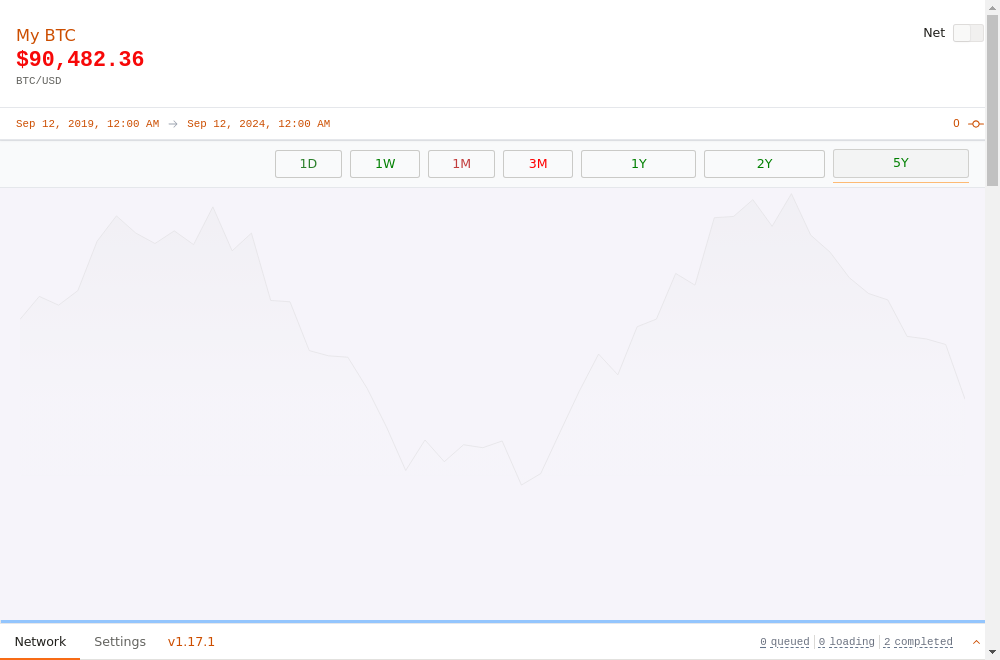 My BTC
Net
$90,482.36
BTC/USD
Sep 12, 2019, 12:00 AM → Sep 12, 2024, 12:00 AM
0
1D 1W 1M 3M 1Y 2Y 5Y
Network Settings v1.17.1 0 queued 0 loading 2 completed